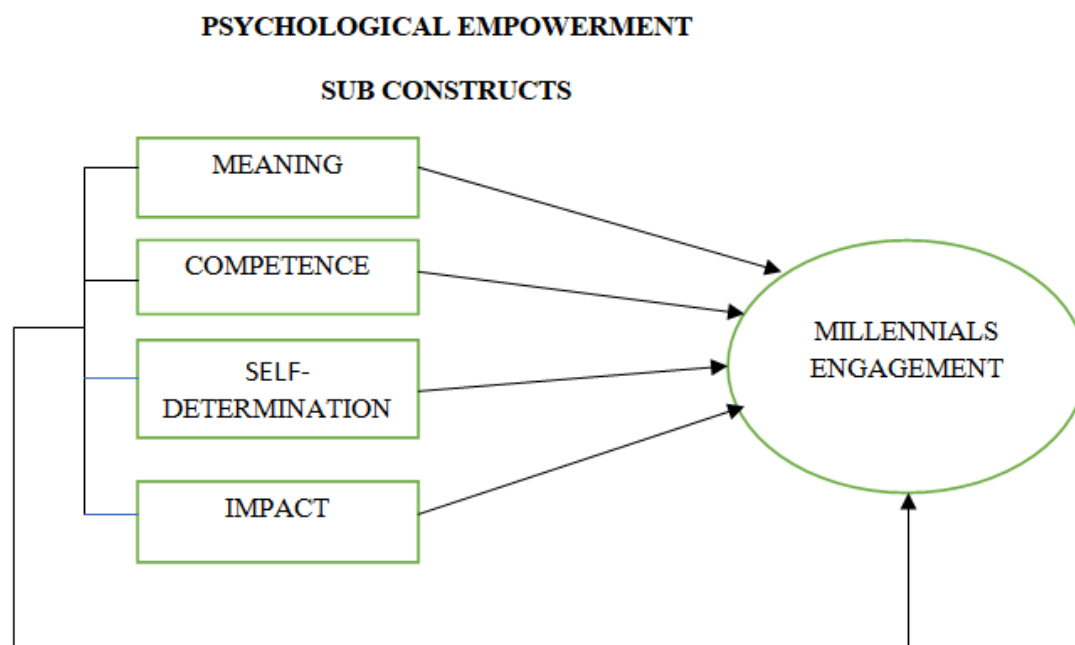 PSYCHOLOGICAL EMPOWERMENT
SUB CONSTRUCTS
MEANING
COMPETENCE
SELF-
DETERMINATION
IMPACT
MILLENNIALS
ENGAGEMENT